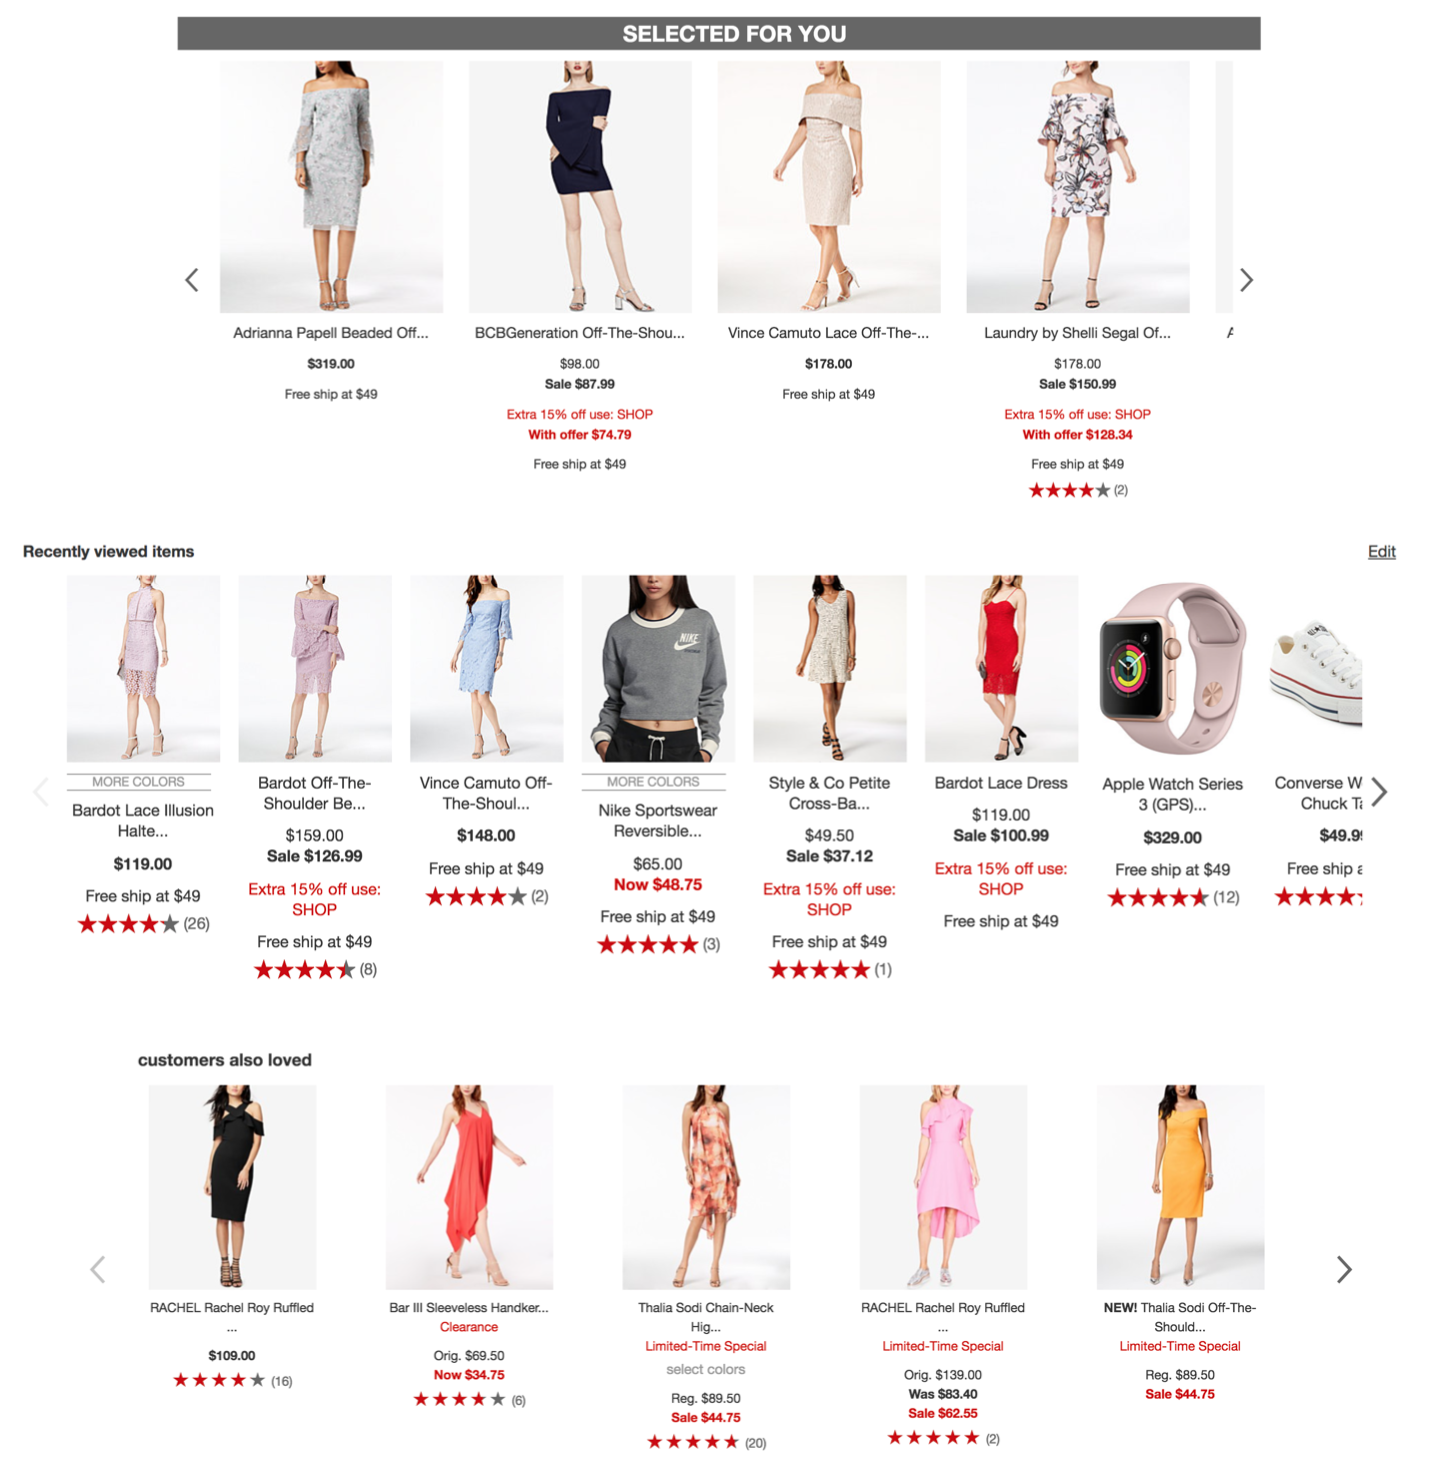 SELECTED FOR YOU
Adrianna Papell Beaded Off...
$319.00
Free ship at $49
BCBGeneration Off-The-Shou...
$98.00
Sale $87.99
Extra 15% off use: SHOP
With offer $74.79
Free ship at $49
Vince Camuto Lace Off-The-...
$178.00
Free ship at $49
Laundry by Shelli Segal Of...
$178.00
Sale $150.99
Extra 15% off use: SHOP
With offer $128.34
Free ship at $49
(2)
Recently viewed items
Edit
MORE COLORS
Bardot Lace Illusion
Halte...
$119.00
Free ship at $49
(26)
Bardot Off-The-
Shoulder Be...
$159.00
Sale $126.99
Extra 15% off use:
SHOP
Free ship at $49
(8)
Vince Camuto Off-
The-Shoul...
$148.00
Free ship at $49
(2)
NIKE
MORE COLORS
Nike Sportswear
Reversible...
$65.00
Now $48.75
Free ship at $49
(3)
Style & Co Petite
Cross-Ba...
$49.50
Sale $37.12
Extra 15% off use:
SHOP
Free ship at $49
(1)
Bardot Lace Dress
$119.00
Sale $100.99
Extra 15% off use:
SHOP
Free ship at $49
Apple Watch Series
3 (GPS)...
$329.00
Free ship at $49
(12)
Converse W
Chuck Ta
$49.99
Free ship a
customers also loved
RACHEL Rachel Roy Ruffled
...
$109.00
(16)
Bar III Sleeveless Handker...
Clearance
Orig. $69.50
Now $34.75
(6)
Thalia Sodi Chain-Neck
Hig...
Limited-Time Special
select colors
Reg. $89.50
Sale $44.75
(20)
RACHEL Rachel Roy Ruffled
...
Limited-Time Special
Orig. $139.00
Was $83.40
Sale $62.55
(2)
NEW! Thalia Sodi Off-The-
Should...
Limited-Time Special
Reg. $89.50
Sale $44.75